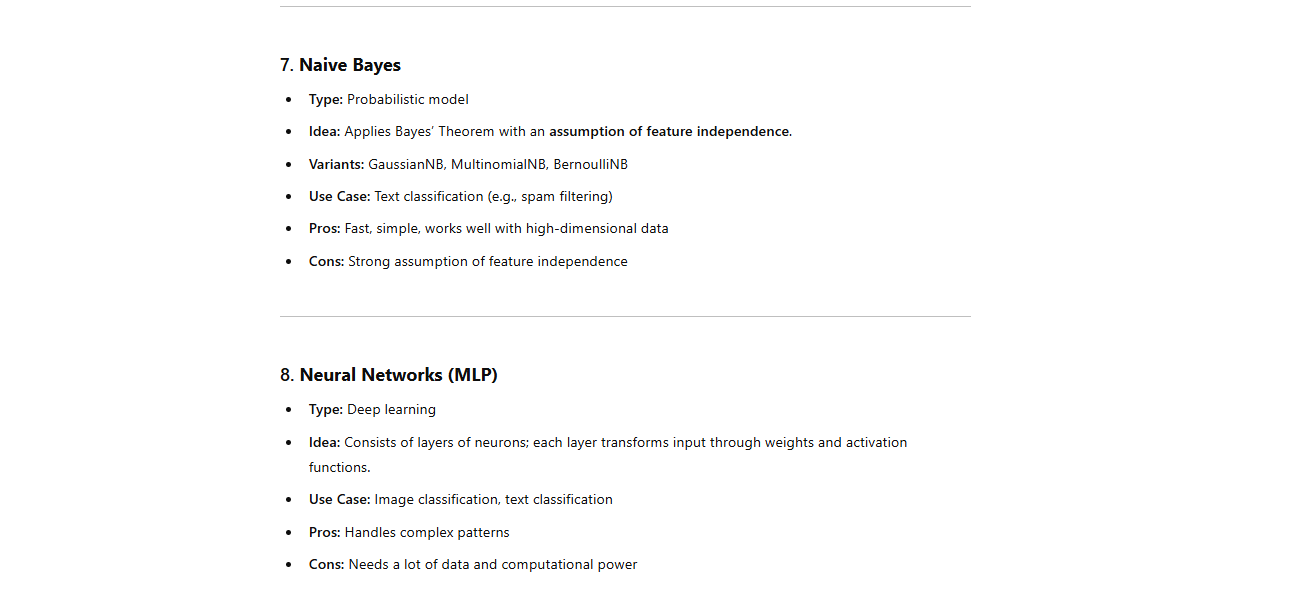 7. Naive Bayes
• Type: Probabilistic model
• Idea: Applies Bayes’ Theorem with an assumption of feature independence.
• Variants: GaussianNB, MultinomialNB, BernoulliNB
• Use Case: Text classification (e.g., spam filtering)
• Pros: Fast, simple, works well with high-dimensional data
• Cons: Strong assumption of feature independence
8. Neural Networks (MLP)
• Type: Deep learning
• Idea: Consists of layers of neurons; each layer transforms input through weights and activation
functions.
• Use Case: Image classification, text classification
• Pros: Handles complex patterns
• Cons: Needs a lot of data and computational power